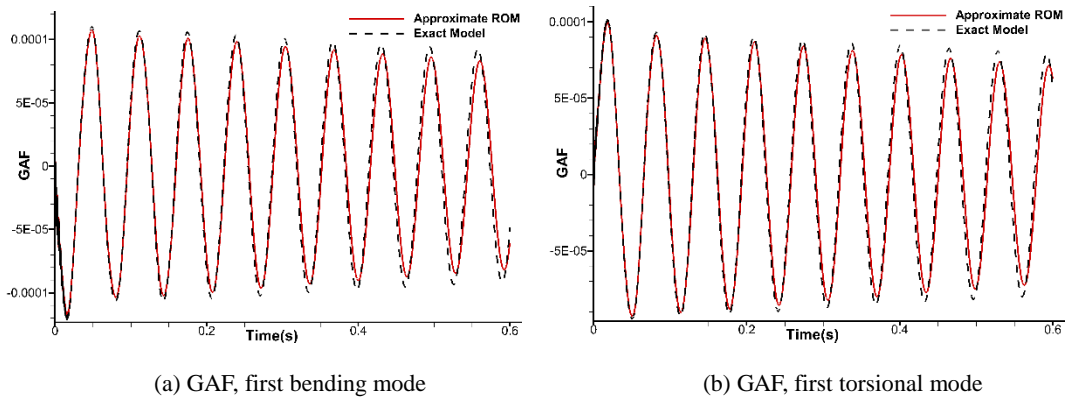 Approximate ROM
Exact Model
0.0001
5E-05
0
-5E-05
-0.0001
GAF
0
0.2
0.4
0.6
Time(s)
(a) GAF, first bending mode
Approximate ROM
Exact Model
0.0001
5E-05
0
-5E-05
GAF
0
0.2
0.4
0.6
Time(s)
(b) GAF, first torsional mode